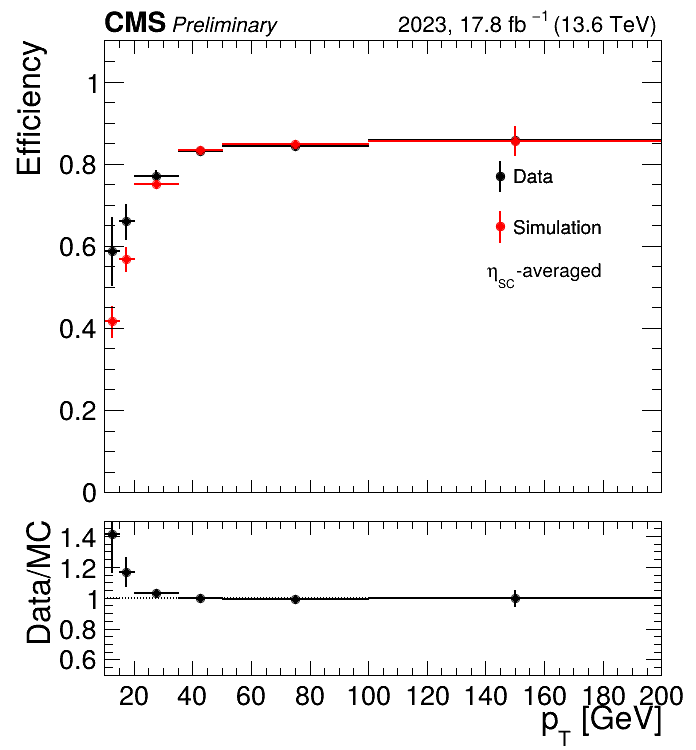 CMS Preliminary 2023, 17.8 fb⁻¹ (13.6 TeV)
Efficiency
1
0.8
0.6
0.4
0.2
0
Data
Simulation
η_SC-averaged
Data/MC
1.4
1.2
1
0.8
0.6
20 40 60 80 100 120 140 160 180 200
p_T [GeV]